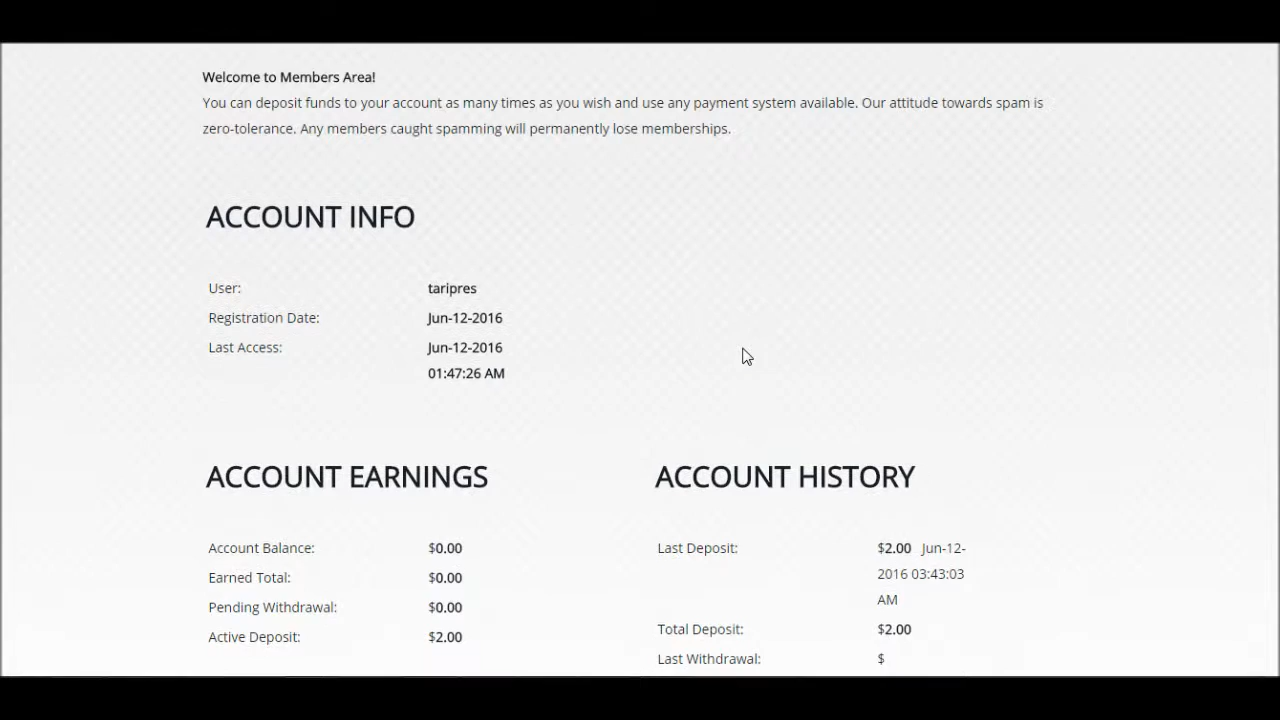 Welcome to Members Area!
You can deposit funds to your account as many times as you wish and use any payment system available. Our attitude towards spam is
zero-tolerance. Any members caught spamming will permanently lose memberships.
ACCOUNT INFO
User: taripres
Registration Date: Jun-12-2016
Last Access: Jun-12-2016
01:47:26 AM
ACCOUNT EARNINGS
Account Balance: $0.00
Earned Total: $0.00
Pending Withdrawal: $0.00
Active Deposit: $2.00
ACCOUNT HISTORY
Last Deposit: $2.00 Jun-12-
2016 03:43:03
AM
Total Deposit: $2.00
Last Withdrawal: $